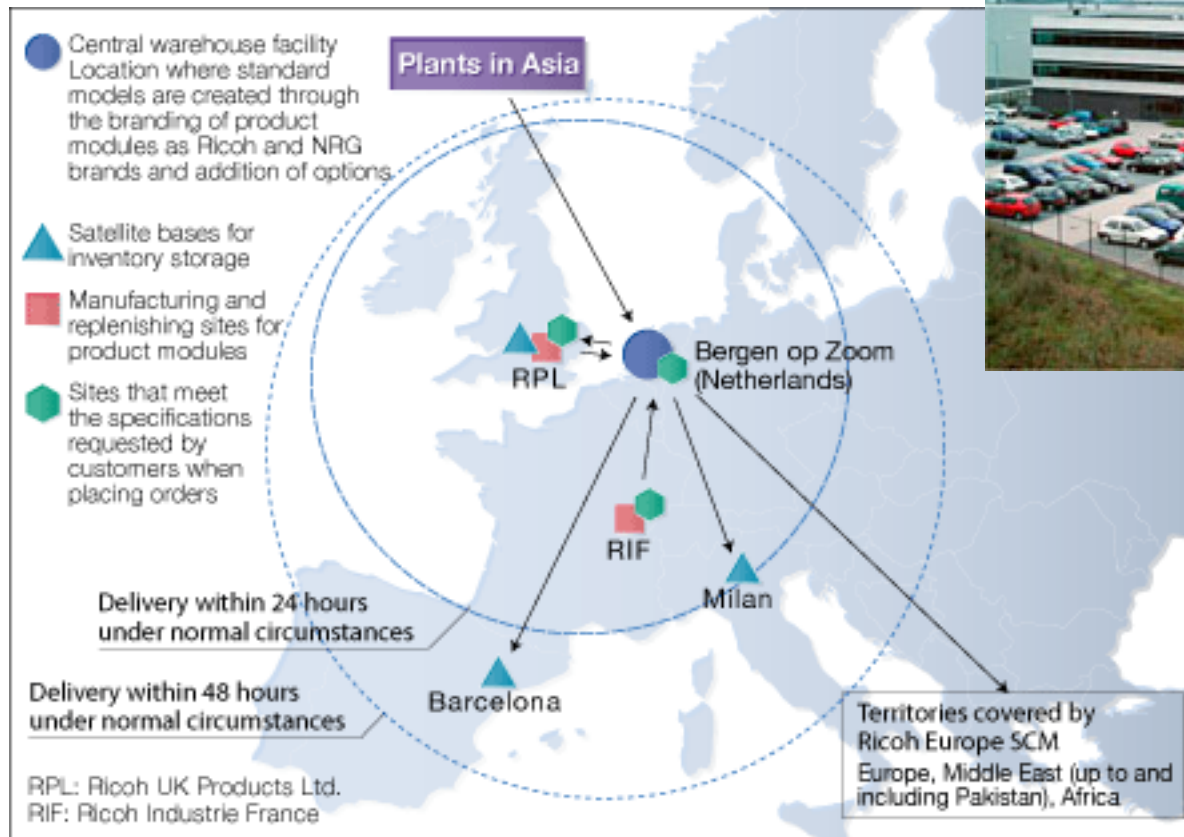 Central warehouse facility
Location where standard
models are created through
the branding of product
modules as Ricoh and NRG
brands and addition of options
Satellite bases for
inventory storage
Manufacturing and
replenishing sites for
product modules
Sites that meet
the specifications
requested by
customers when
placing orders
Plants in Asia
RPL
Bergen op Zoom
(Netherlands)
RIF
Milan
Barcelona
Delivery within 24 hours
under normal circumstances
Delivery within 48 hours
under normal circumstances
RPL: Ricoh UK Products Ltd.
RIF: Ricoh Industrie France
Territories covered by
Ricoh Europe SCM
Europe, Middle East (up to and
including Pakistan), Africa